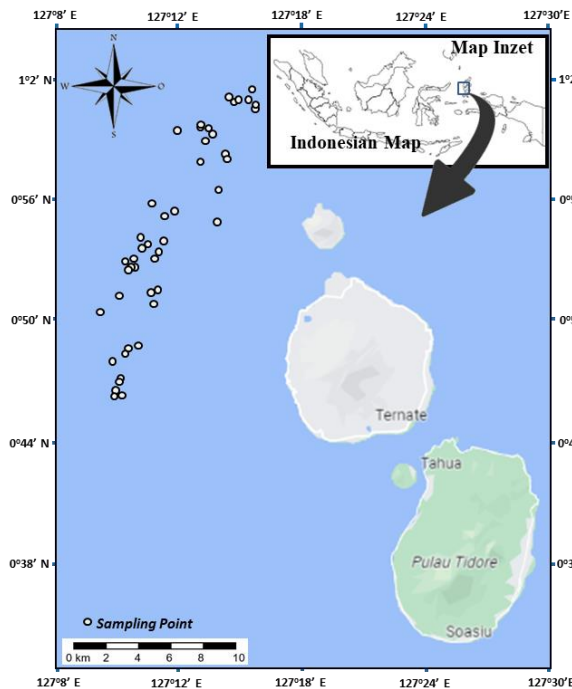 127°8′ E 127°12′ E 127°18′ E 127°24′ E 127°30′ E
N
W O
S
Map Inzet
Indonesian Map
1°2′ N 1°2
0°56′ N 0°5
0°50′ N 0°5
Ternate
0°44′ N 0°4
Tahua
0°38′ N 0°3
Pulau Tidore
Soasiu
Sampling Point
0 km 2 4 6 8 10
127°8′ E 127°12′ E 127°18′ E 127°24′ E 127°30′ E